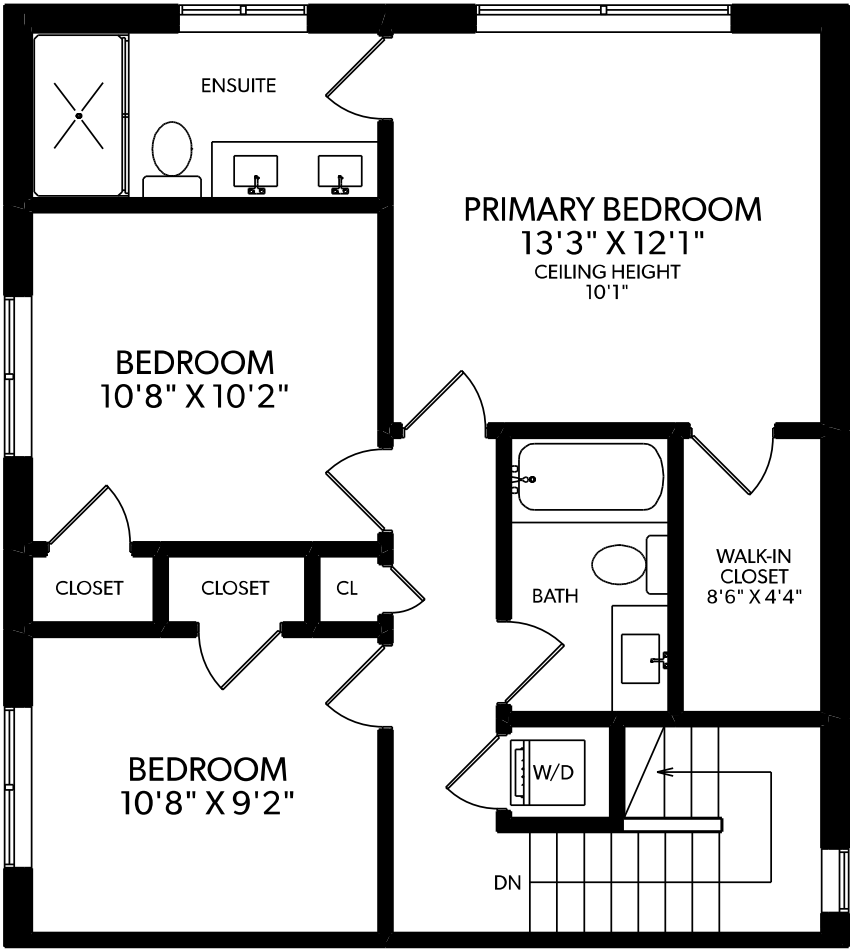 ENSUITE
PRIMARY BEDROOM
13'3" X 12'1"
CEILING HEIGHT
10'1"
BEDROOM
10'8" X 10'2"
CLOSET
CLOSET
CL
BATH
WALK-IN
CLOSET
8'6" X 4'4"
BEDROOM
10'8" X 9'2"
W/D
DN